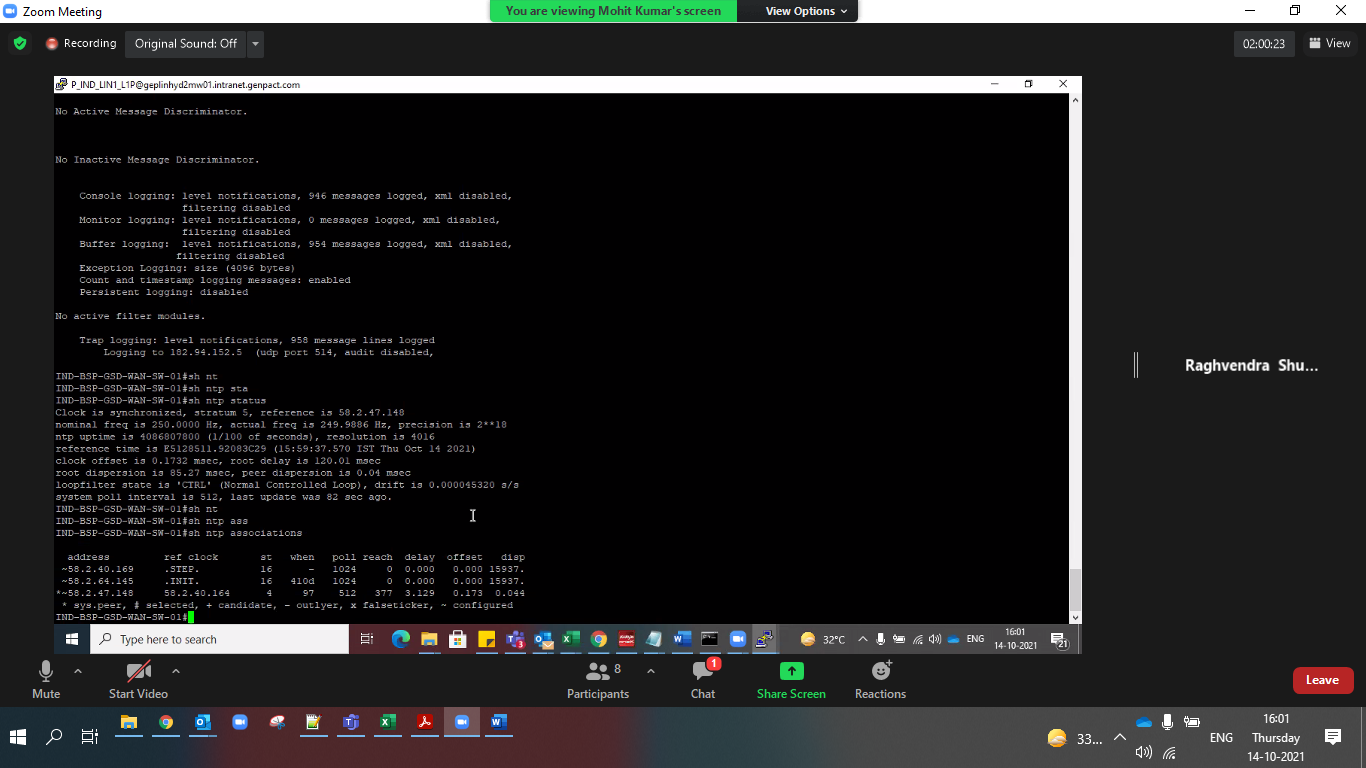 Zoom Meeting
You are viewing Mohit Kumar's screen
View Options
Recording
Original Sound: Off
02:00:23
View
P_IND_LIN1_L1P@geplinhyd2mw01.intranet.genpact.com
No Active Message Discriminator.
No Inactive Message Discriminator.
Console logging: level notifications, 946 messages logged, xml disabled,
filtering disabled
Monitor logging: level notifications, 0 messages logged, xml disabled,
filtering disabled
Buffer logging:  level notifications, 954 messages logged, xml disabled,
filtering disabled
Exception Logging: size (4096 bytes)
Count and timestamp logging messages: enabled
Persistent logging: disabled
No active filter modules.
Trap logging: level notifications, 958 message lines logged
Logging to 182.94.152.5  (udp port 514, audit disabled,
IND-BSP-GSD-WAN-SW-01#sh nt
IND-BSP-GSD-WAN-SW-01#sh ntp sta
IND-BSP-GSD-WAN-SW-01#sh ntp status
Clock is synchronized, stratum 5, reference is 58.2.47.148
nominal freq is 250.0000 Hz, actual freq is 249.9886 Hz, precision is 2**18
ntp uptime is 4086807800 (1/100 of seconds), resolution is 4016
reference time is E5128511.92083C29 (15:59:37.570 IST Thu Oct 14 2021)
clock offset is 0.1732 msec, root delay is 120.01 msec
root dispersion is 85.27 msec, peer dispersion is 0.04 msec
loopfilter state is 'CTRL' (Normal Controlled Loop), drift is 0.000045320 s/s
system poll interval is 512, last update was 82 sec ago.
IND-BSP-GSD-WAN-SW-01#sh nt
IND-BSP-GSD-WAN-SW-01#sh ntp ass
IND-BSP-GSD-WAN-SW-01#sh ntp associations
address ref clock st when poll reach delay offset disp
~58.2.40.169 .STEP. 16 - 1024 0 0.000 0.000 15937.
~58.2.64.145 .INIT. 16 410d 1024 0 0.000 0.000 15937.
*~58.2.47.148 58.2.40.164 4 97 512 377 3.129 0.173 0.044
* sys.peer, # selected, + candidate, - outlyer, x falseticker, ~ configured
IND-BSP-GSD-WAN-SW-01#
Raghvendra Shu...
Type here to search
3
32°C
ENG
16:01
14-10-2021
21
Mute
Start Video
8
Participants
1
Chat
Share Screen
Reactions
Leave
33...
ENG
16:01
Thursday
14-10-2021